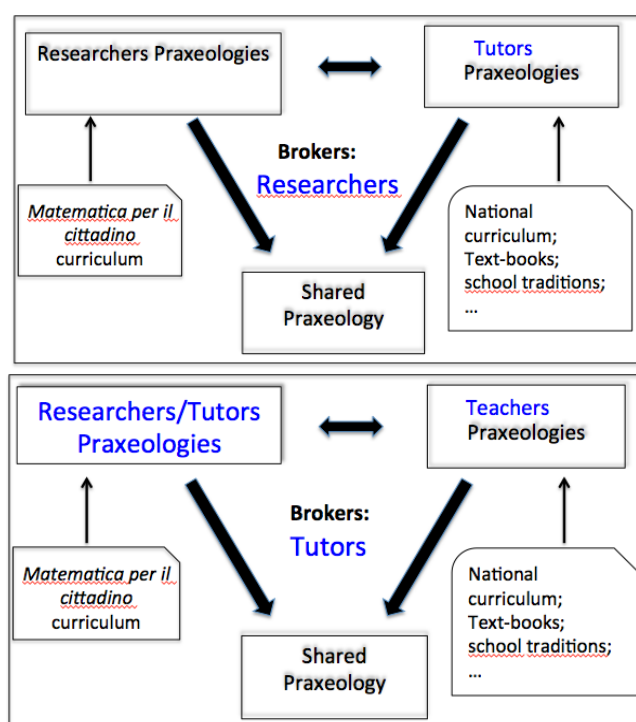 Researchers Praxeologies
Tutors
Praxeologies
Brokers:
Researchers
Matematica per il
cittadino
curriculum
National
curriculum;
Text-books;
school traditions;
…
Shared
Praxeology
Researchers/Tutors
Praxeologies
Teachers
Praxeologies
Brokers:
Tutors
Matematica per il
cittadino
curriculum
National
curriculum;
Text-books;
school traditions;
…
Shared
Praxeology